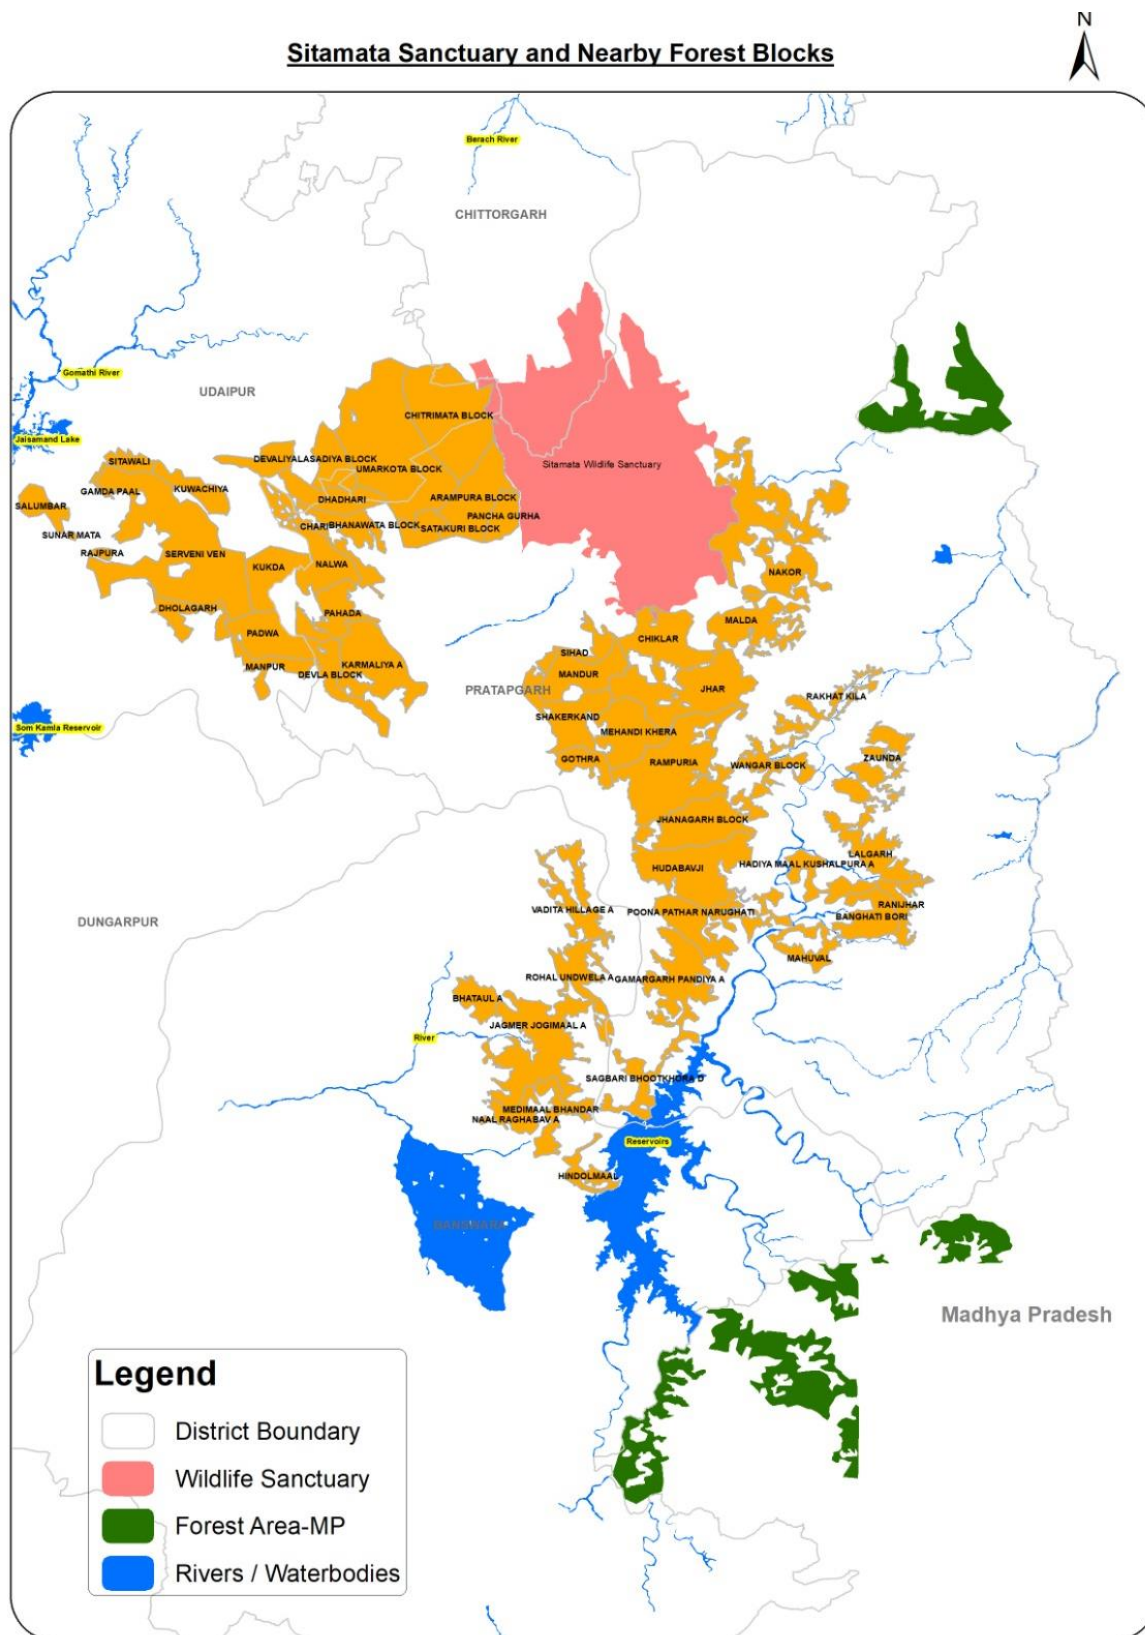 N
Sitamata Sanctuary and Nearby Forest Blocks
Berach River
CHITTORGARH
Gomathi River
UDAIPUR
CHITRIMATA BLOCK
Jaisamand Lake
SITAWALI
DEVALIYALASADIYA BLOCK
UMARKOTA BLOCK
Sitamata Wildlife Sanctuary
GAMDA PAAL
KUWACHIYA
DHADHARI
ARAMPURA BLOCK
SALUMBAR
PANCHA GURHA
CHARI
BHANAWATA BLOCK
SATAKURI BLOCK
SUNAR MATA
RAJPURA
SERVENI VEN
KUKDA
NALWA
NAKOR
DHOLAGARH
PAHADA
MALDA
PADWA
CHIKLAR
SIHAD
MANPUR
KARMALIYA A
DEVLA BLOCK
MANDUR
PRATAPGARH
JHAR
RAKHAT KILA
SHAKERKAND
Som Kamla Reservoir
MEHANDI KHERA
GOTHRA
RAMPURIA
WANGAR BLOCK
ZAUNDA
JHANAGARH BLOCK
LALGARH
HUDABAVJI
HADIYA MAAL KUSHALPURA A
RANIJHAR
VADITA HILLAGE A
POONA PATHAR NARUGHATI
BANGHATI BORI
DUNGARPUR
MAHUVAL
ROHAL UNDWELA A
GAMARGARH PANDIYA A
BHATAUL A
JAGMER JOGIMAAL A
River
SAGBARI BHOOTKHORA D
MEDIMAAL BHANDAR
NAAL RAGHABAV A
Reservoirs
HINDOLMAAL
BANSWARA
Madhya Pradesh
Legend
District Boundary
Wildlife Sanctuary
Forest Area-MP
Rivers / Waterbodies